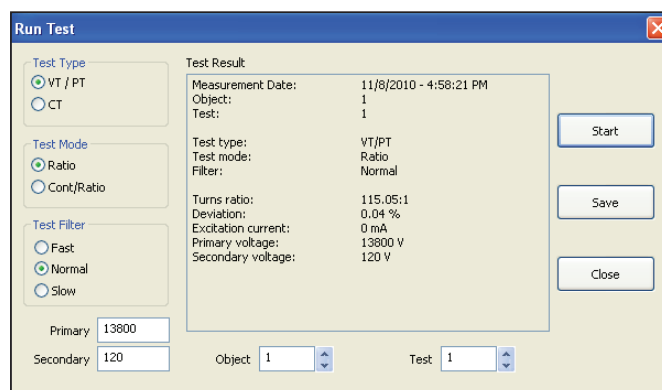 Run Test
Test Type
VT / PT
CT
Test Mode
Ratio
Cont/Ratio
Test Filter
Fast
Normal
Slow
Primary 13800
Secondary 120
Test Result
Measurement Date: 11/8/2010 - 4:58:21 PM
Object: 1
Test: 1
Test type: VT/PT
Test mode: Ratio
Filter: Normal
Turns ratio: 115.05:1
Deviation: 0.04 %
Excitation current: 0 mA
Primary voltage: 13800 V
Secondary voltage: 120 V
Object 1
Test 1
Start
Save
Close